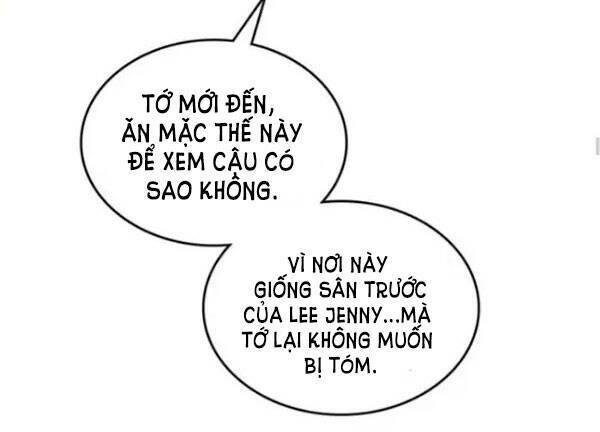 TỚ MỚI ĐẾN,
ĂN MẶC THẾ NÀY
ĐỂ XEM CẬU CÓ
SAO KHÔNG.
VÌ NƠI NÀY
GIỐNG SÂN TRƯỚC
CỦA LEE JENNY...MÀ
TỚ LẠI KHÔNG MUỐN
BỊ TÓM.